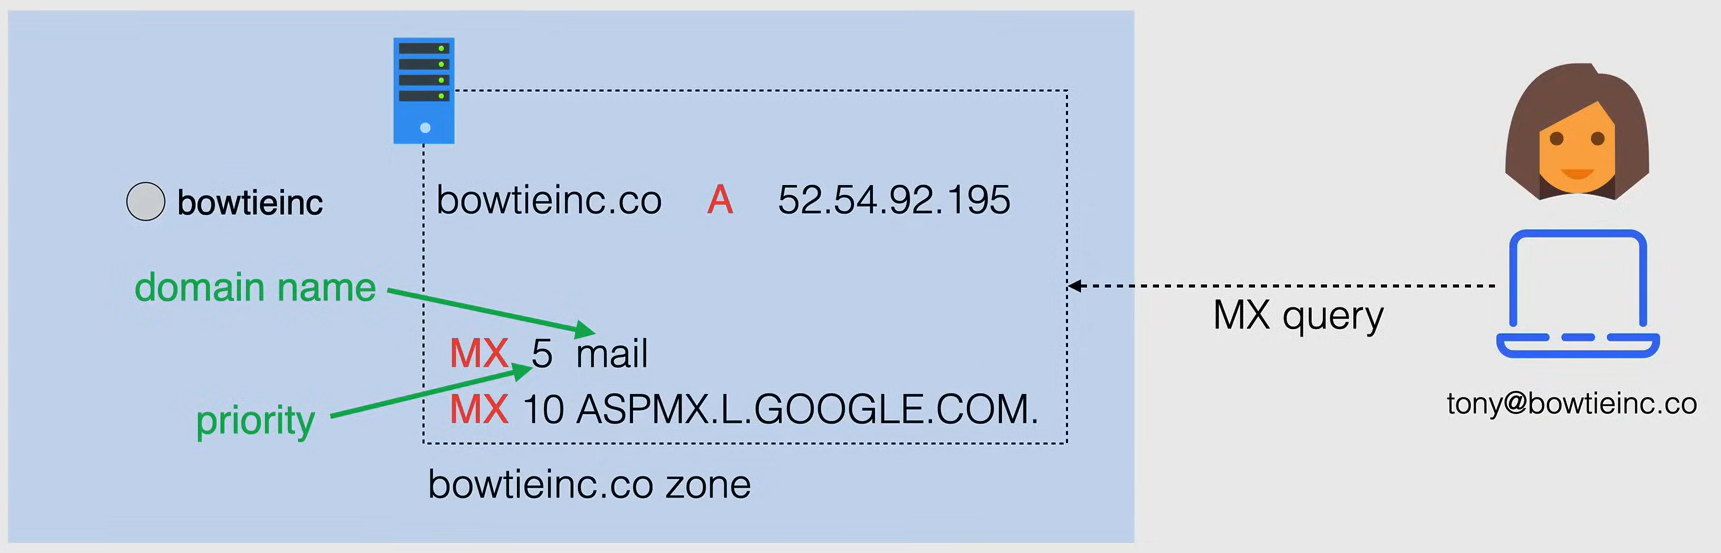 bowtieinc
bowtieinc.co A 52.54.92.195
domain name
MX 5 mail
priority
MX 10 ASPMX.L.GOOGLE.COM.
bowtieinc.co zone
MX query
tony@bowtieinc.co